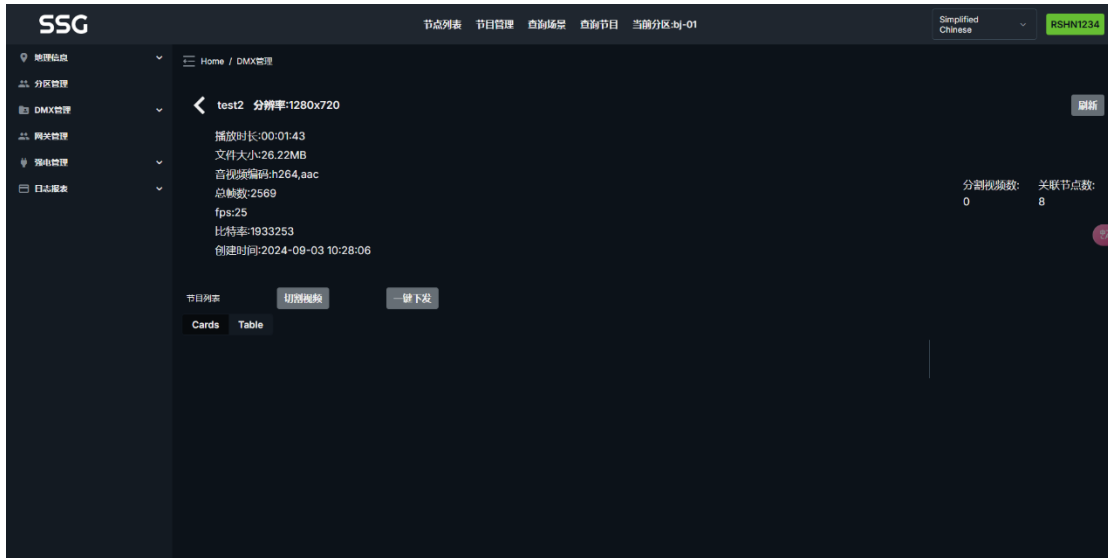 SSG
节点列表 节目管理 查询场景 查询节目 当前分区:bj-01
Simplified
Chinese
RSHN1234
地理信息
分区管理
DMX管理
网关管理
强电管理
日志报表
Home / DMX管理
test2 分辨率:1280x720
刷新
播放时长:00:01:43
文件大小:26.22MB
音视频编码:h264,aac
总帧数:2569
fps:25
比特率:1933253
创建时间:2024-09-03 10:28:06
分割视频数:
0
关联节点数:
8
节目列表
切割视频
一键下发
Cards Table